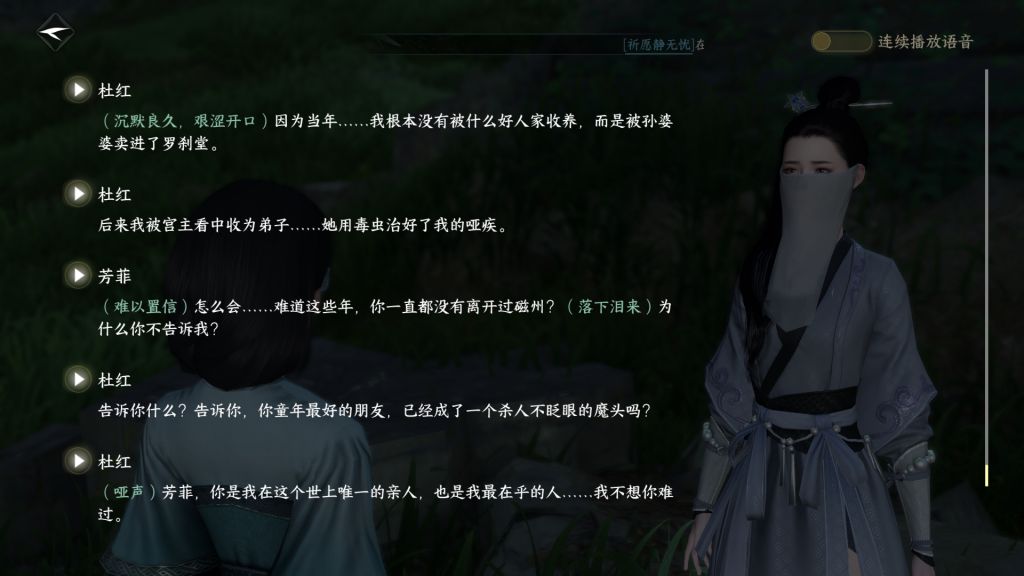 [祈愿静无忧]在
连续播放语音
杜红
（沉默良久，艰涩开口）因为当年……我根本没有被什么好人家收养，而是被孙婆
婆卖进了罗刹堂。
杜红
后来我被宫主看中收为弟子……她用毒虫治好了我的哑疾。
芳菲
（难以置信）怎么会……难道这些年，你一直都没有离开过磁州？（落下泪来）为
什么你不告诉我？
杜红
告诉你什么？告诉你，你童年最好的朋友，已经成了一个杀人不眨眼的魔头吗？
杜红
（哑声）芳菲，你是我在这个世上唯一的亲人，也是我最在乎的人……我不想你难
过。